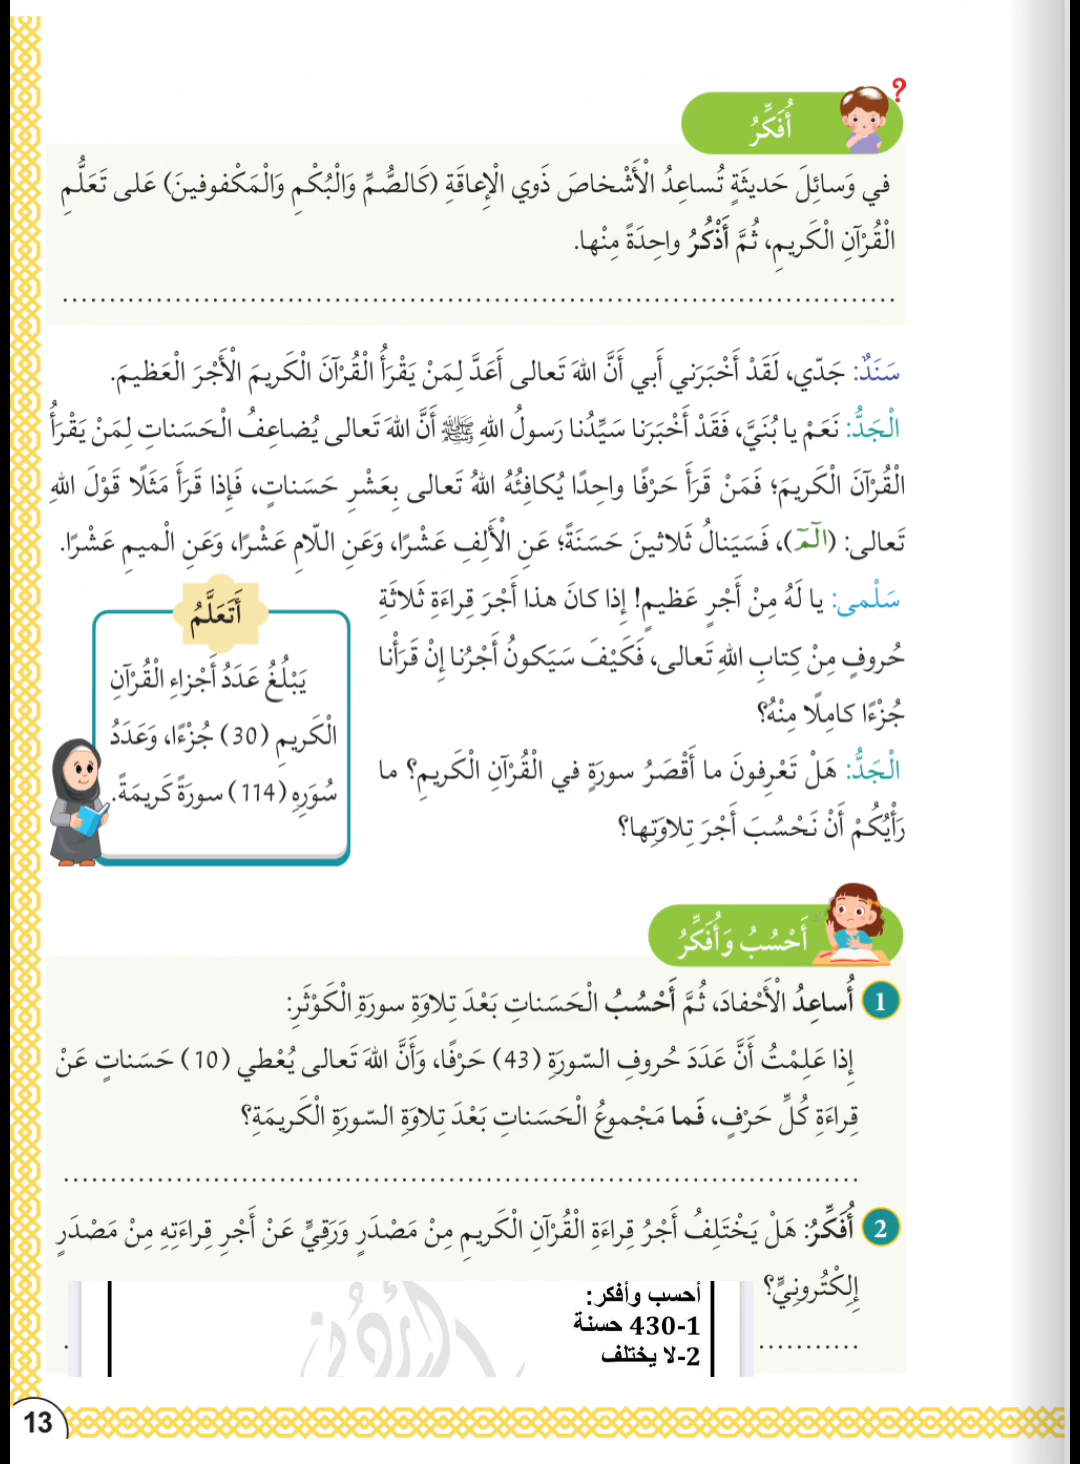 أُفَكِّرُ
في وَسائِلَ حَديثَةٍ تُساعِدُ الْأَشْخاصَ ذَوي الْإِعاقَةِ (كَالصُّمِّ وَالْبُكْمِ وَالْمَكْفوفينَ) عَلى تَعَلُّمِ
الْقُرْآنِ الْكَريمِ، ثُمَّ أَذْكُرُ واحِدَةً مِنْها.
سَنَدٌ: جَدّي، لَقَدْ أَخْبَرَني أَبي أَنَّ اللهَ تَعالى أَعَدَّ لِمَنْ يَقْرَأُ الْقُرْآنَ الْكَريمَ الْأَجْرَ الْعَظيمَ.
الْجَدُّ: نَعَمْ يا بُنَيَّ، فَقَدْ أَخْبَرَنا سَيِّدُنا رَسولُ اللهِ ﷺ أَنَّ اللهَ تَعالى يُضاعِفُ الْحَسَناتِ لِمَنْ يَقْرَأُ
الْقُرْآنَ الْكَريمَ؛ فَمَنْ قَرَأَ حَرْفًا واحِدًا يُكافِئُهُ اللهُ تَعالى بِعَشْرِ حَسَناتٍ، فَإِذا قَرَأَ مَثَلًا قَوْلَ اللهِ
تَعالى: (الٓمٓ)، فَسَيَنالُ ثَلاثينَ حَسَنَةً؛ عَنِ الْأَلِفِ عَشْرًا، وَعَنِ اللّامِ عَشْرًا، وَعَنِ الْميمِ عَشْرًا.
سَلْمى: يا لَهُ مِنْ أَجْرٍ عَظيمٍ! إِذا كانَ هذا أَجْرَ قِراءَةِ ثَلاثَةِ
حُروفٍ مِنْ كِتابِ اللهِ تَعالى، فَكَيْفَ سَيَكونُ أَجْرُنا إِنْ قَرَأْنا
جُزْءًا كامِلًا مِنْهُ؟
الْجَدُّ: هَلْ تَعْرِفونَ ما أَقْصَرُ سورَةٍ في الْقُرْآنِ الْكَريمِ؟ ما
رَأْيُكُمْ أَنْ نَحْسُبَ أَجْرَ تِلاوَتِها؟
أَتَعَلَّمُ
يَبْلُغُ عَدَدُ أَجْزاءِ الْقُرْآنِ
الْكَريمِ (30) جُزْءًا، وَعَدَدُ
سُوَرِهِ (114) سورَةً كَريمَةً.
أَحْسُبُ وَأُفَكِّرُ
1 أُساعِدُ الْأَحْفادَ، ثُمَّ أَحْسُبُ الْحَسَناتِ بَعْدَ تِلاوَةِ سورَةِ الْكَوْثَرِ:
إِذا عَلِمْتُ أَنَّ عَدَدَ حُروفِ السّورَةِ (43) حَرْفًا، وَأَنَّ اللهَ تَعالى يُعْطي (10) حَسَناتٍ عَنْ
قِراءَةِ كُلِّ حَرْفٍ، فَما مَجْموعُ الْحَسَناتِ بَعْدَ تِلاوَةِ السّورَةِ الْكَريمَةِ؟
2 أُفَكِّرُ: هَلْ يَخْتَلِفُ أَجْرُ قِراءَةِ الْقُرْآنِ الْكَريمِ مِنْ مَصْدَرٍ وَرَقِيٍّ عَنْ أَجْرِ قِراءَتِهِ مِنْ مَصْدَرٍ
إِلِكْتُرونِيٍّ؟
أحسب وأفكر:
1-430 حسنة
2-لا يختلف
13